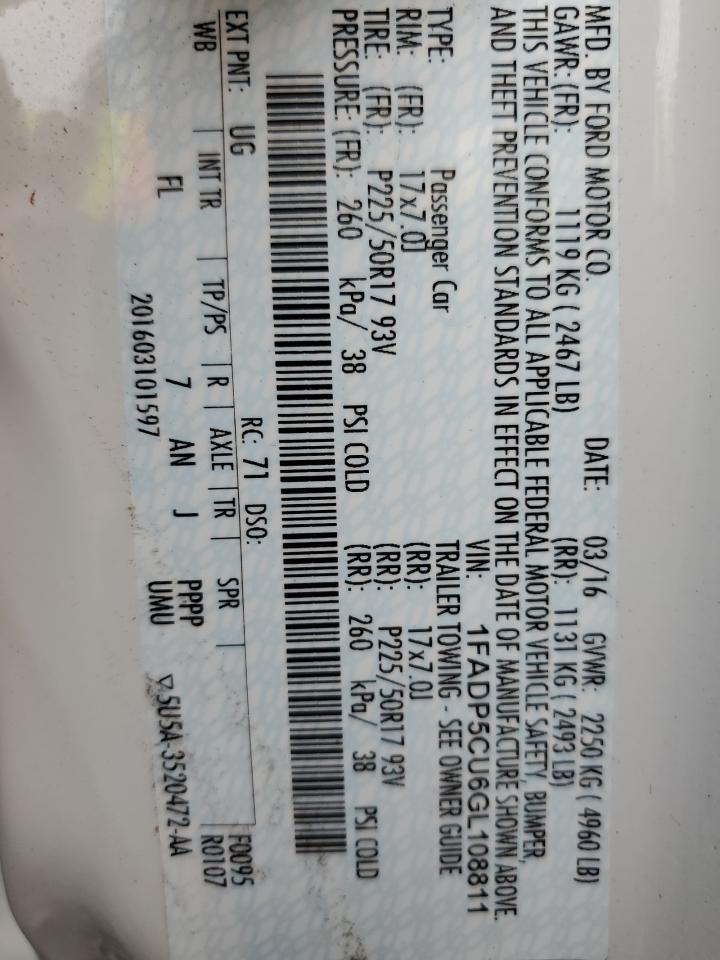 MFD. BY FORD MOTOR CO. DATE: 03/16 GVWR: 2250 KG ( 4960 LB)
GAWR: (FR): 1119 KG ( 2467 LB) (RR): 1131 KG ( 2493 LB)
THIS VEHICLE CONFORMS TO ALL APPLICABLE FEDERAL MOTOR VEHICLE SAFETY, BUMPER,
AND THEFT PREVENTION STANDARDS IN EFFECT ON THE DATE OF MANUFACTURE SHOWN ABOVE.
VIN: 1FADP5CU6GL108811
TYPE: Passenger Car TRAILER TOWING - SEE OWNER GUIDE
RIM: (FR): 17x7.0J (RR): 17x7.0J
TIRE: (FR): P225/50R17 93V (RR): P225/50R17 93V
PRESSURE: (FR): 260 kPa/ 38 PSI COLD (RR): 260 kPa/ 38 PSI COLD
EXT PNT: UG RC: 71 DSO: F0095
WB INT TR TP/PS R AXLE TR SPR R0107
FL 7 AN J PPPP
UMU
201603101597 ▽5U5A-3520472-AA